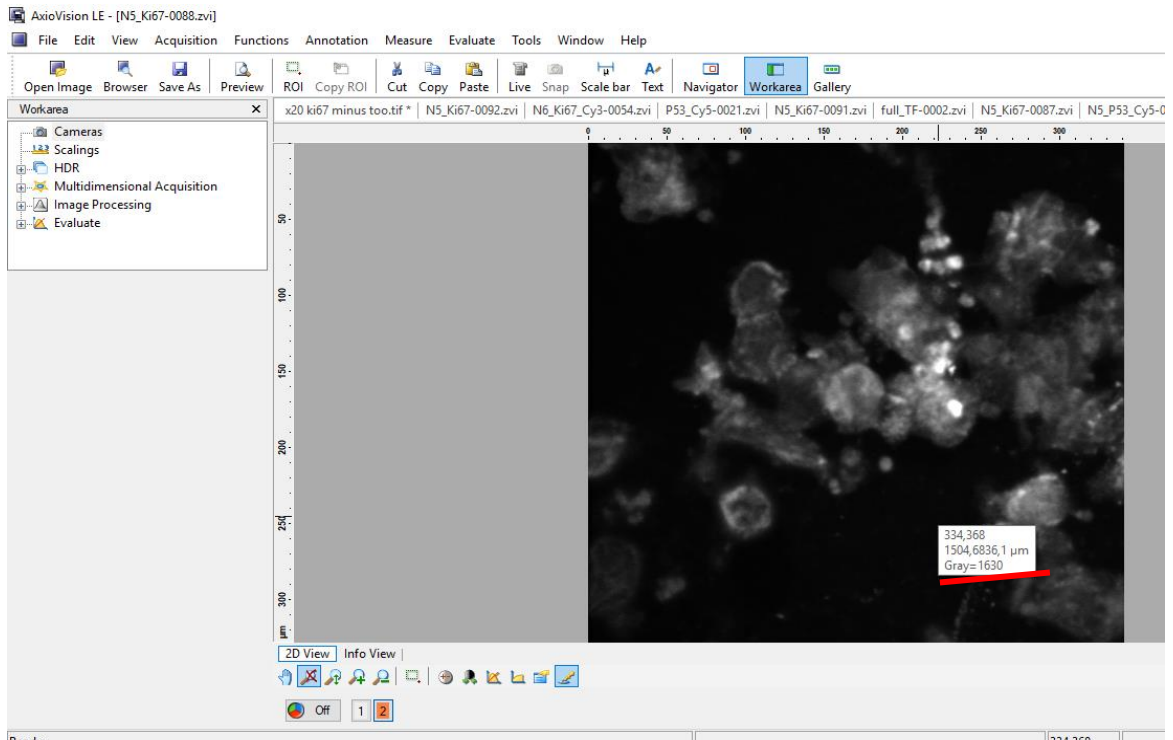 AxioVision LE - [N5_Ki67-0088.zvi]
File Edit View Acquisition Functions Annotation Measure Evaluate Tools Window Help
Open Image Browser Save As Preview ROI Copy ROI Cut Copy Paste Live Snap Scale bar Text Navigator Workarea Gallery
Workarea
x20 ki67 minus too.tif * N5_Ki67-0092.zvi N6_Ki67_Cy3-0054.zvi P53_Cy5-0021.zvi N5_Ki67-0091.zvi full_TF-0002.zvi N5_Ki67-0087.zvi N5_P53_Cy5-0
Cameras
Scalings
HDR
Multidimensional Acquisition
Image Processing
Evaluate
0 50 100 150 200 250 300
50
100
150
200
250
300
µm
334,368
1504,6836,1 µm
Gray=1630
2D View Info View
Off 1 2
334,368